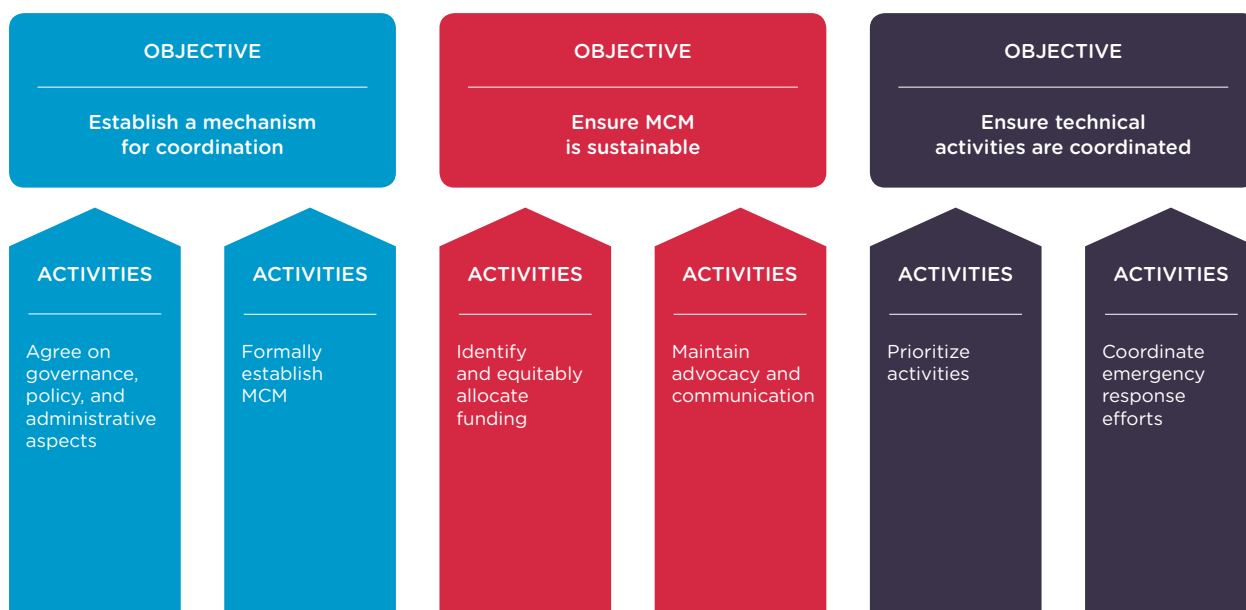 OBJECTIVE
Establish a mechanism
for coordination
OBJECTIVE
Ensure MCM
is sustainable
OBJECTIVE
Ensure technical
activities are coordinated
ACTIVITIES
Agree on
governance,
policy, and
administrative
aspects
ACTIVITIES
Formally
establish
MCM
ACTIVITIES
Identify
and equitably
allocate
funding
ACTIVITIES
Maintain
advocacy and
communication
ACTIVITIES
Prioritize
activities
ACTIVITIES
Coordinate
emergency
response
efforts